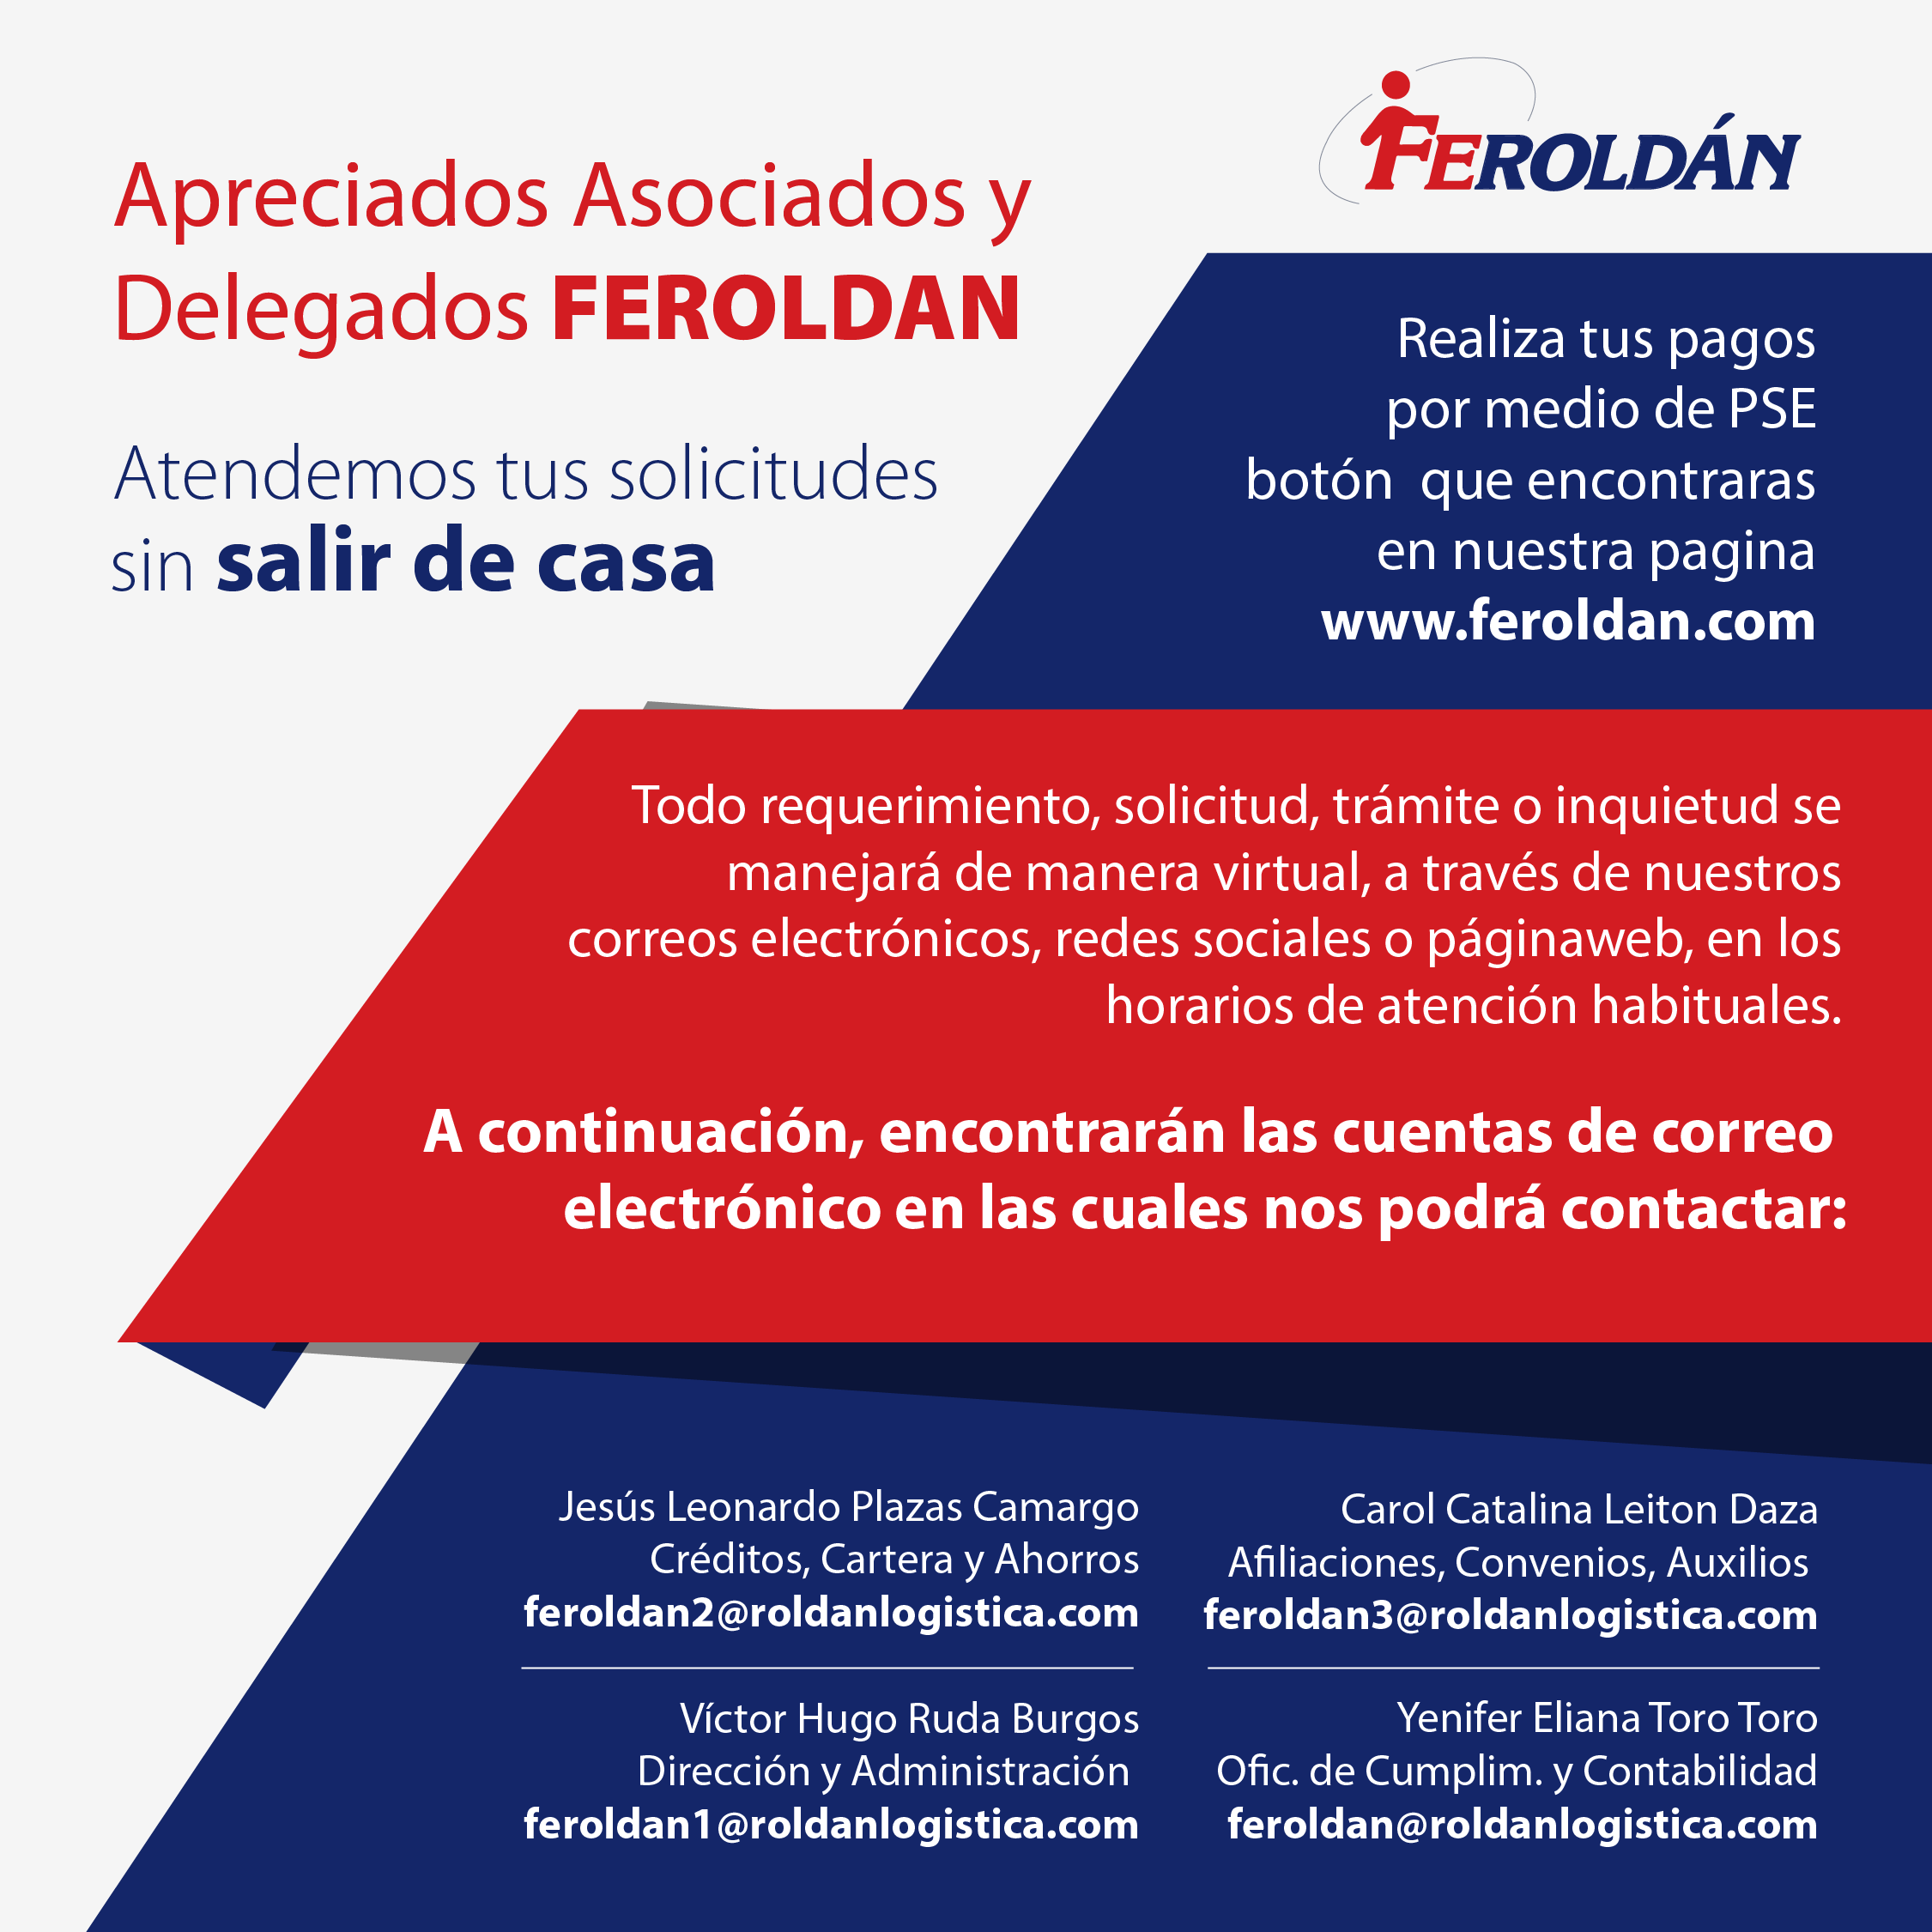 FEROLDÁN
Apreciados Asociados y
Delegados FEROLDAN
Atendemos tus solicitudes
sin salir de casa
Realiza tus pagos
por medio de PSE
botón que encontraras
en nuestra pagina
www.feroldan.com
Todo requerimiento, solicitud, trámite o inquietud se
manejará de manera virtual, a través de nuestros
correos electrónicos, redes sociales o páginaweb, en los
horarios de atención habituales.
A continuación, encontrarán las cuentas de correo
electrónico en las cuales nos podrá contactar:
Jesús Leonardo Plazas Camargo
Créditos, Cartera y Ahorros
feroldan2@roldanlogistica.com
Carol Catalina Leiton Daza
Afiliaciones, Convenios, Auxilios
feroldan3@roldanlogistica.com
Víctor Hugo Ruda Burgos
Dirección y Administración
feroldan1@roldanlogistica.com
Yenifer Eliana Toro Toro
Ofic. de Cumplim. y Contabilidad
feroldan@roldanlogistica.com